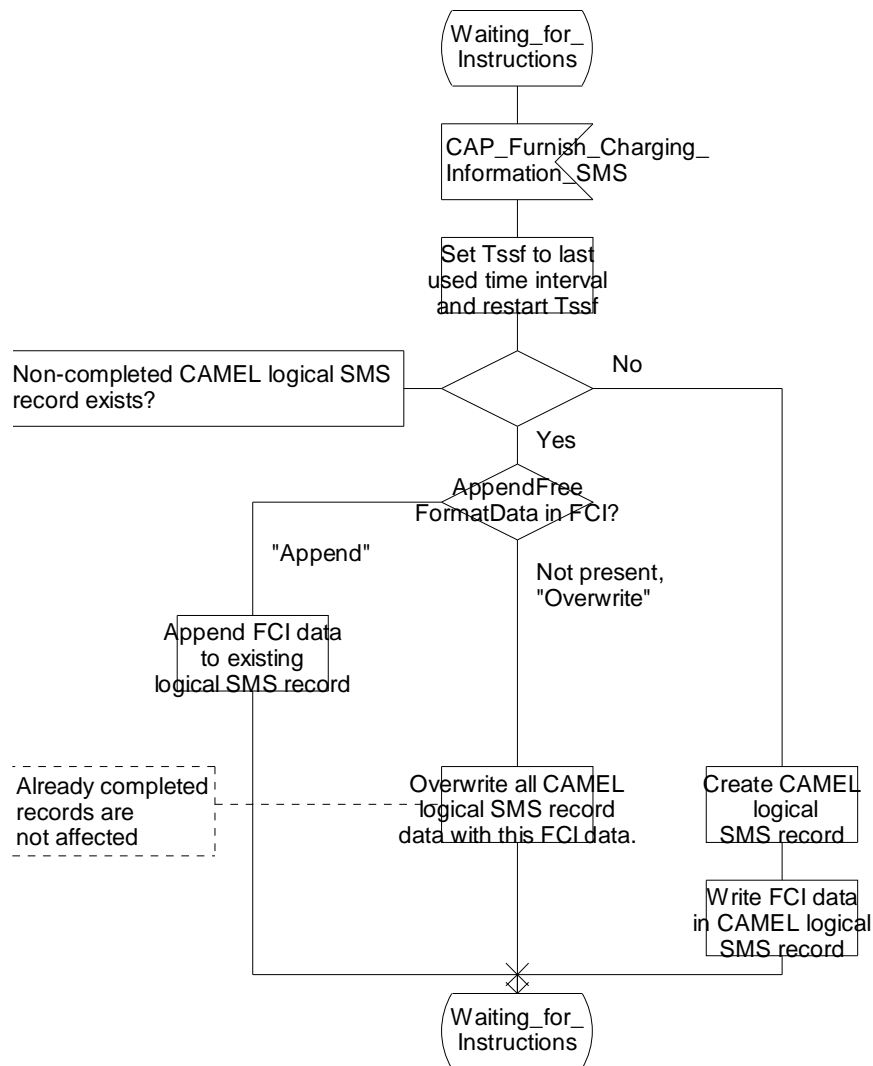 Waiting_for_
Instructions
CAP_Furnish_Charging_
Information_SMS
Set Tssf to last
used time interval
and restart Tssf
Non-completed CAMEL logical SMS
record exists?
No
Yes
AppendFree
FormatData in FCI?
"Append"
Not present,
"Overwrite"
Append FCI data
to existing
logical SMS record
Already completed
records are
not affected
Overwrite all CAMEL
logical SMS record
data with this FCI data.
Create CAMEL
logical
SMS record
Write FCI data
in CAMEL logical
SMS record
Waiting_for_
Instructions